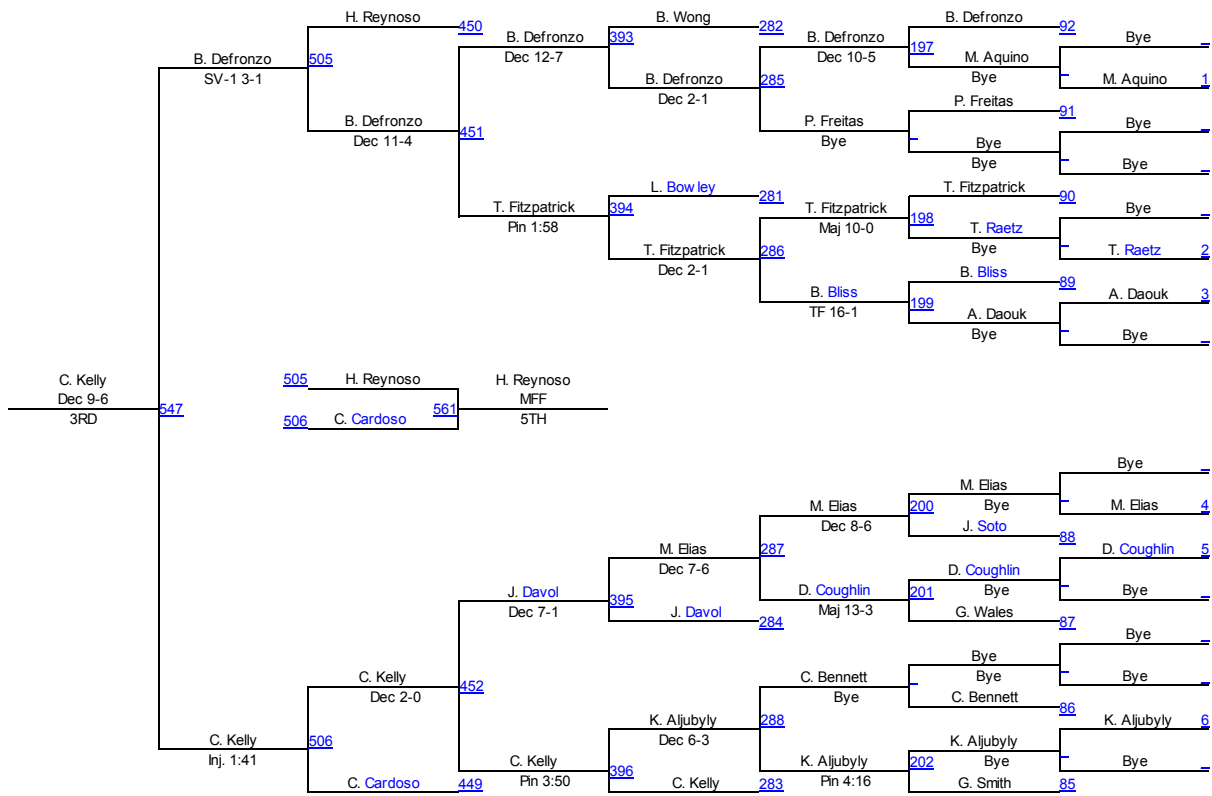 H. Reynoso 450 B. Wong 282 B. Defronzo 92
B. Defronzo 393 B. Defronzo Bye _
B. Defronzo 505 Dec 12-7 Dec 10-5 197 M. Aquino
SV-1 3-1 B. Defronzo 285 Bye _ M. Aquino 1
Dec 2-1 P. Freitas 91
B. Defronzo 451 P. Freitas Bye _
Dec 11-4 Bye _ Bye
Bye _ Bye _
L. Bowley 281 T. Fitzpatrick 90
T. Fitzpatrick 394 T. Fitzpatrick 198 Bye _
Pin 1:58 Maj 10-0 T. Raetz
T. Fitzpatrick 286 Bye _ T. Raetz 2
Dec 2-1 B. Bliss 89
B. Bliss 199 A. Daouk 3
TF 16-1 A. Daouk
Bye _ Bye _
C. Kelly 505 H. Reynoso H. Reynoso
Dec 9-6 547 561 MFF
3RD 506 C. Cardoso 5TH
Bye _
M. Elias
M. Elias 200 Bye _ M. Elias 4
Dec 8-6 J. Soto 88
M. Elias 287 D. Coughlin 5
Dec 7-6 D. Coughlin
J. Davol 395 D. Coughlin 201 Bye _ Bye _
Dec 7-1 J. Davol 284 Maj 13-3 G. Wales 87
Bye _
Bye
C. Kelly 452 C. Bennett _ Bye _ Bye _
Dec 2-0 Bye C. Bennett 86
K. Aljubyly 288 K. Aljubyly 6
C. Kelly 506 Dec 6-3 K. Aljubyly
Inj. 1:41 C. Kelly 396 K. Aljubyly 202 Bye _ Bye _
C. Cardoso 449 Pin 3:50 C. Kelly 283 Pin 4:16 G. Smith 85